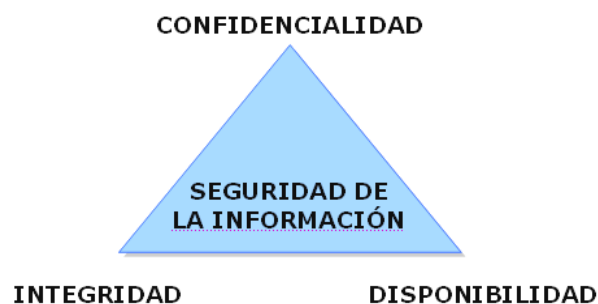 CONFIDENCIALIDAD
SEGURIDAD DE
LA INFORMACIÓN
INTEGRIDAD
DISPONIBILIDAD